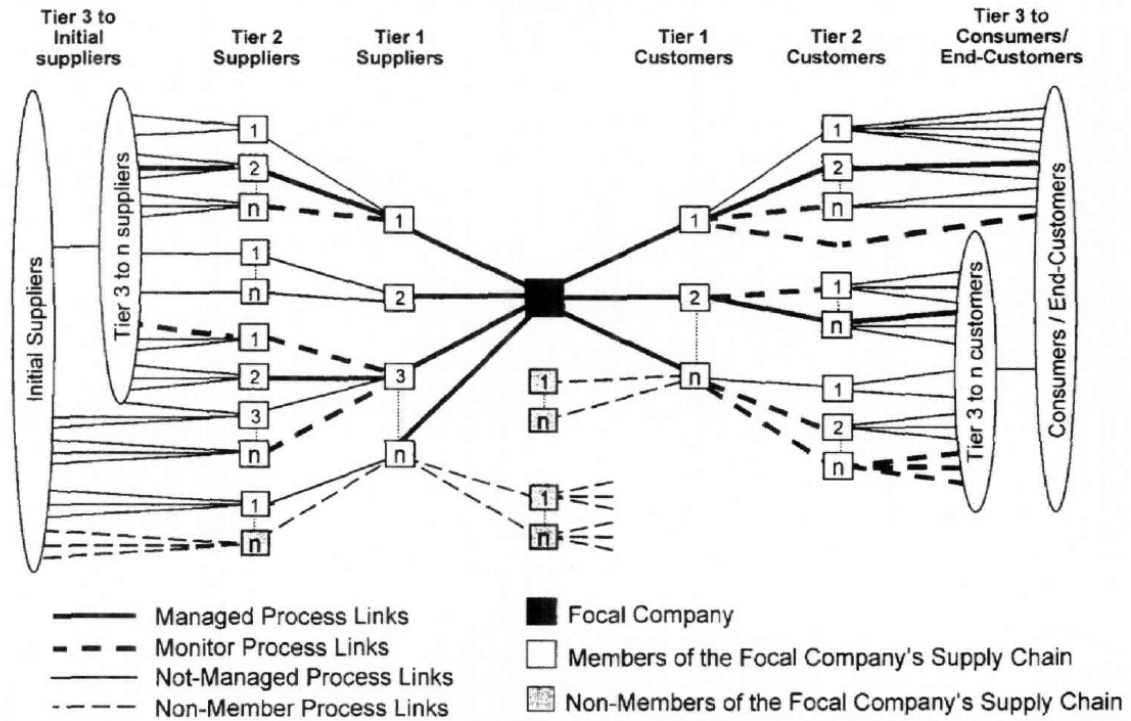 Tier 3 to
Initial
suppliers
Tier 2
Suppliers
Tier 1
Suppliers
Tier 1
Customers
Tier 2
Customers
Tier 3 to
Consumers/
End-Customers
Initial Suppliers
Tier 3 to n suppliers
1
2
n
1
n
1
2
3
n
1
n
1
2
3
n
1
n
1
n
1
2
n
1
2
n
1
n
1
2
n
Tier 3 to n customers
Consumers / End-Customers
Managed Process Links
Monitor Process Links
Not-Managed Process Links
Non-Member Process Links
Focal Company
Members of the Focal Company's Supply Chain
Non-Members of the Focal Company's Supply Chain